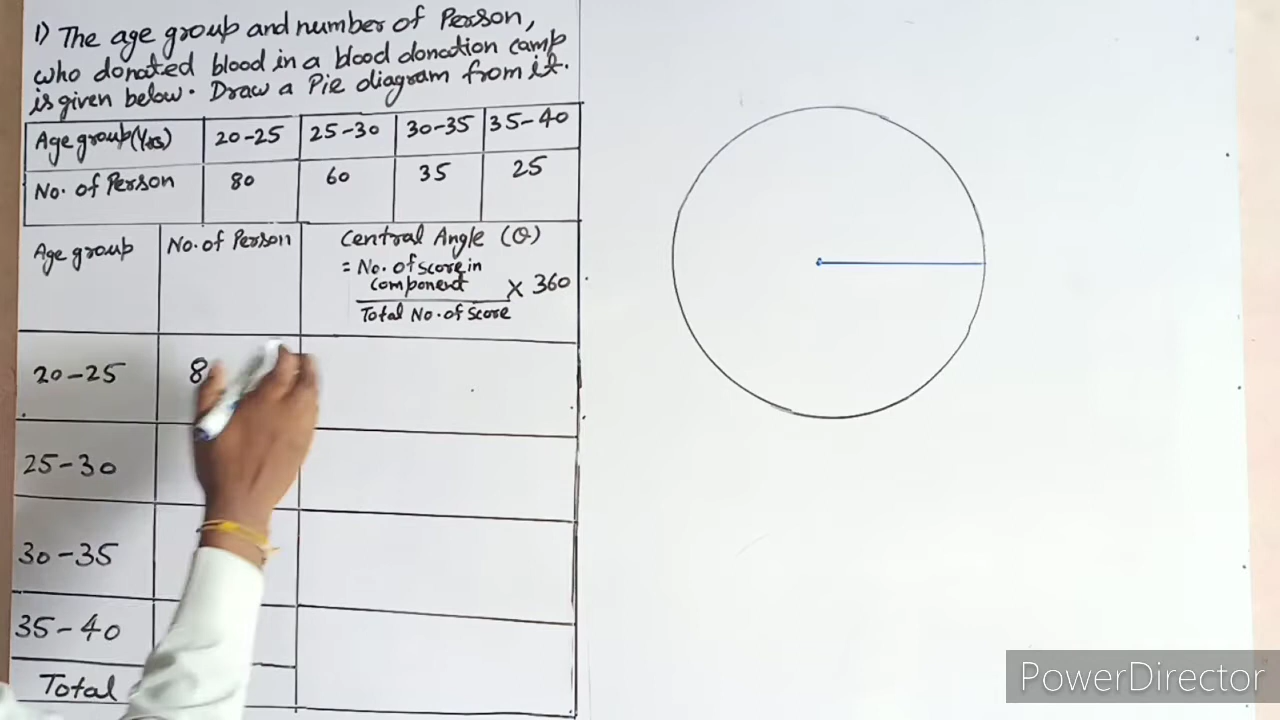 1) The age group and number of Person,
who donated blood in a blood donation camp
is given below. Draw a Pie diagram from it.
Age group(Yrs) 20-25 25-30 30-35 35-40
No. of Person 80 60 35 25
Age group No. of Person Central Angle (θ)
= No. of score in
component
Total No. of score × 360
20-25 8
25-30
30-35
35-40
Total
PowerDirector